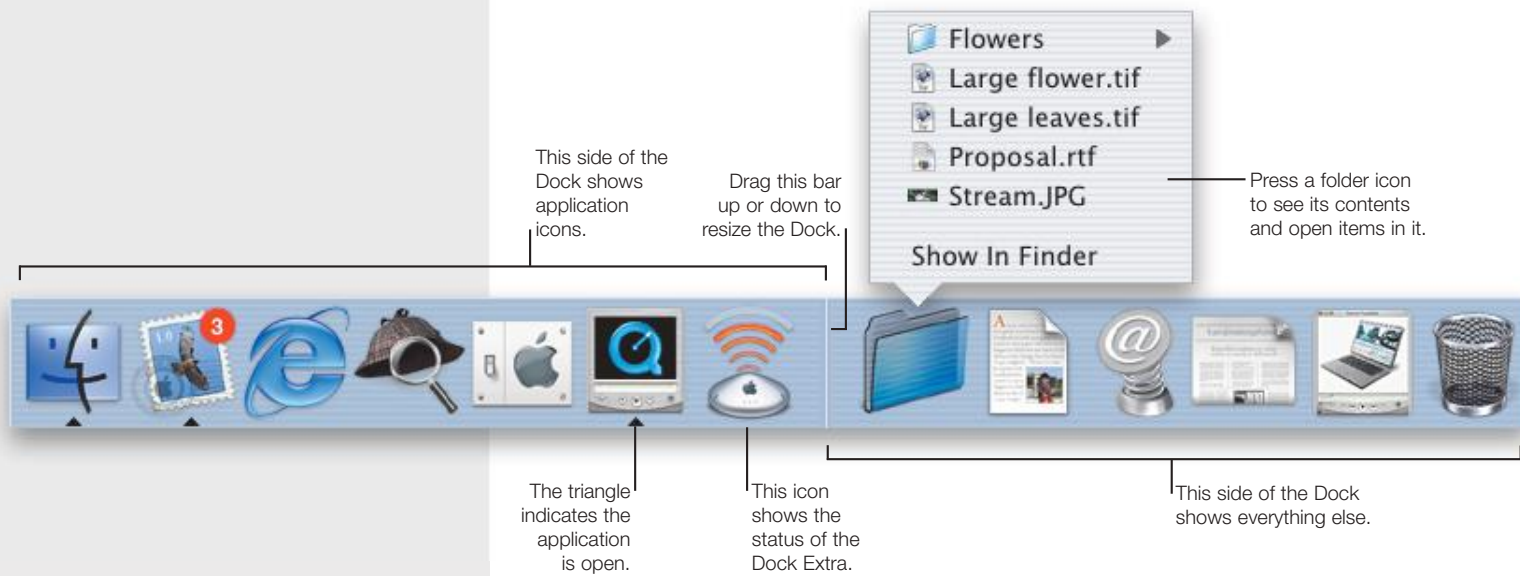 Flowers
Large flower.tif
Large leaves.tif
Proposal.rtf
Stream.JPG
Show In Finder
This side of the
Dock shows
application
icons.
Drag this bar
up or down to
resize the Dock.
Press a folder icon
to see its contents
and open items in it.
3
1.0
@
The triangle
indicates the
application
is open.
This icon
shows the
status of the
Dock Extra.
This side of the Dock
shows everything else.